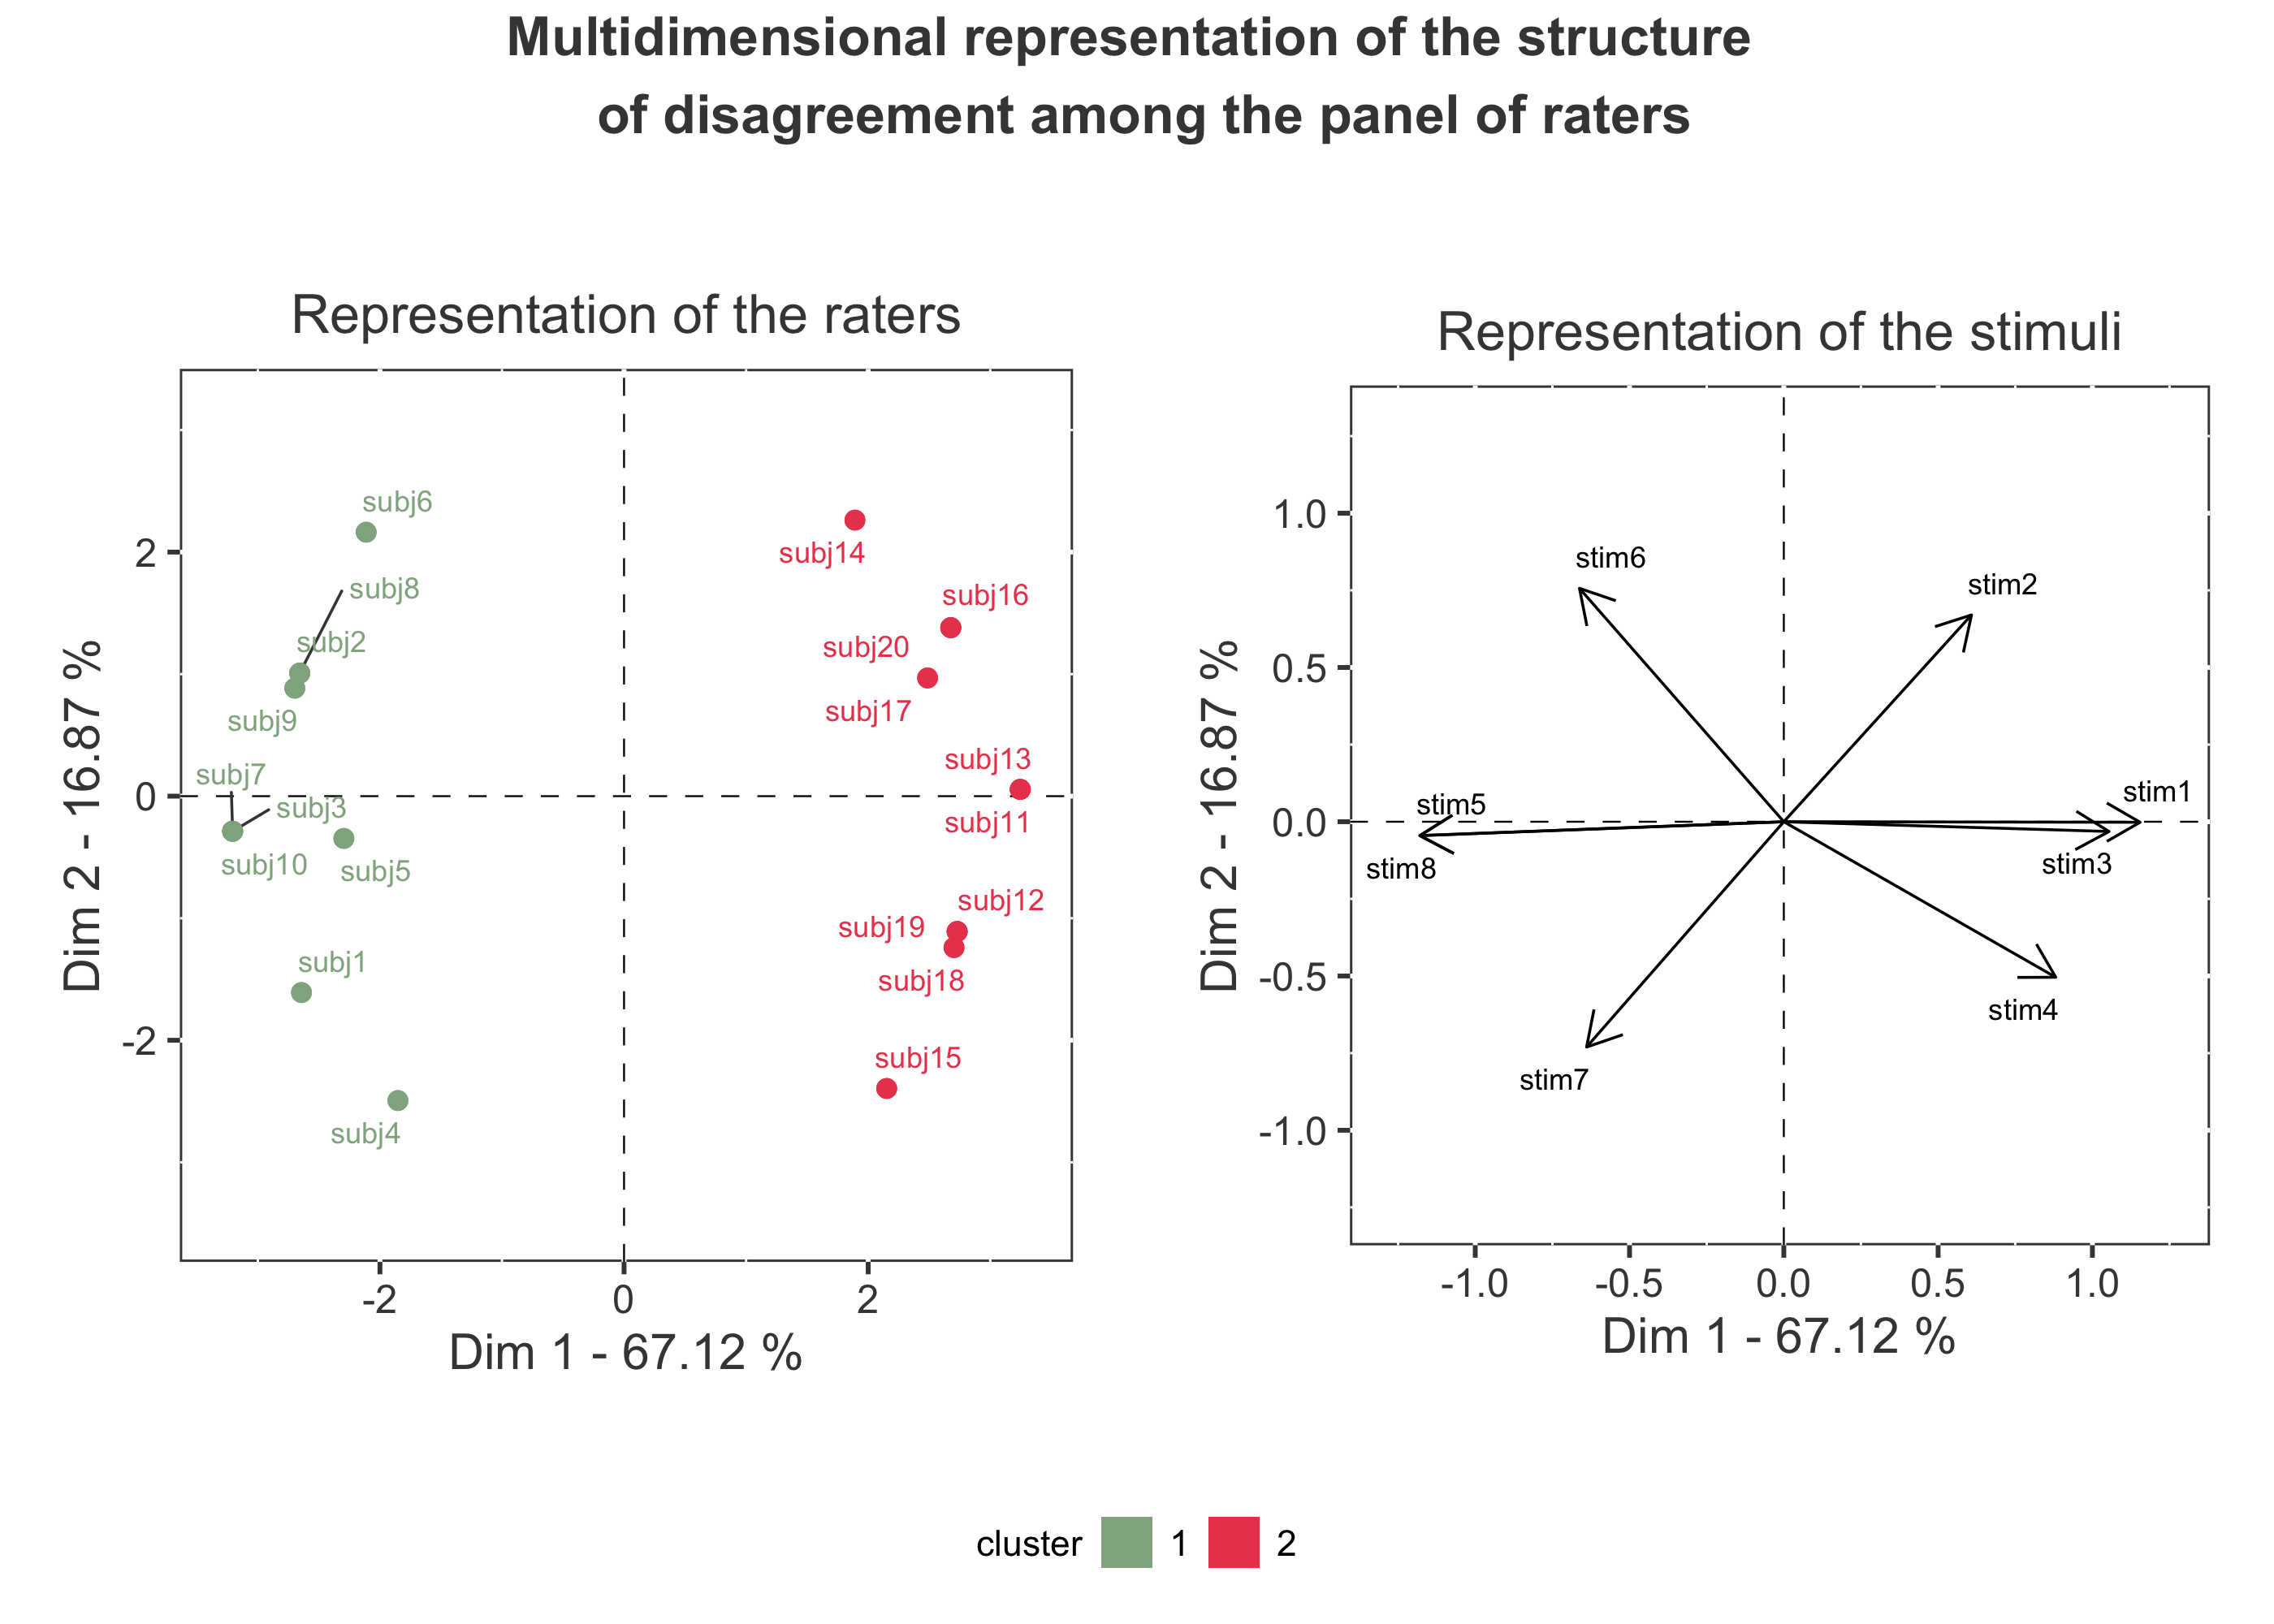 Multidimensional representation of the structure
of disagreement among the panel of raters
Representation of the raters
subj6
subj8
subj2
subj9
subj7
subj3
subj10
subj5
subj1
subj4
subj14
subj16
subj20
subj17
subj13
subj11
subj12
subj19
subj18
subj15
2
0
-2
Dim 2 - 16.87 %
-2
0
2
Dim 1 - 67.12 %
Representation of the stimuli
stim6
stim2
stim5
stim1
stim8
stim3
stim4
stim7
1.0
0.5
0.0
-0.5
-1.0
Dim 2 - 16.87 %
-1.0
-0.5
0.0
0.5
1.0
Dim 1 - 67.12 %
cluster 1 2